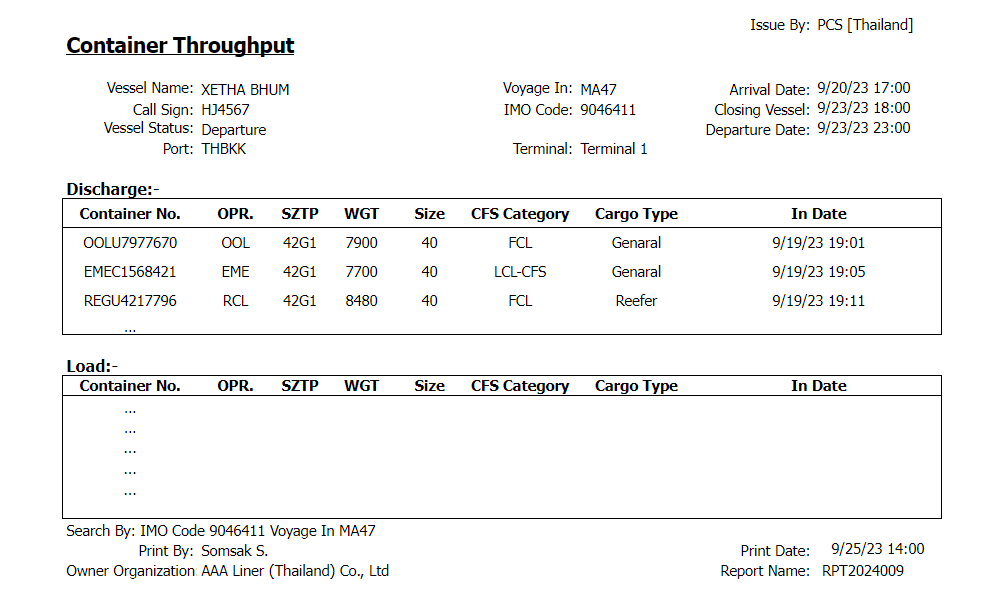 Issue By: PCS [Thailand]
Container Throughput
Vessel Name: XETHA BHUM Voyage In: MA47 Arrival Date: 9/20/23 17:00
Call Sign: HJ4567 IMO Code: 9046411 Closing Vessel: 9/23/23 18:00
Vessel Status: Departure Departure Date: 9/23/23 23:00
Port: THBKK Terminal: Terminal 1
Discharge:-
Container No. OPR. SZTP WGT Size CFS Category Cargo Type In Date
OOLU7977670 OOL 42G1 7900 40 FCL Genaral 9/19/23 19:01
EMEC1568421 EME 42G1 7700 40 LCL-CFS Genaral 9/19/23 19:05
REGU4217796 RCL 42G1 8480 40 FCL Reefer 9/19/23 19:11
...
Load:-
Container No. OPR. SZTP WGT Size CFS Category Cargo Type In Date
...
...
...
...
...
Search By: IMO Code 9046411 Voyage In MA47
Print By: Somsak S. Print Date: 9/25/23 14:00
Owner Organization: AAA Liner (Thailand) Co., Ltd Report Name: RPT2024009